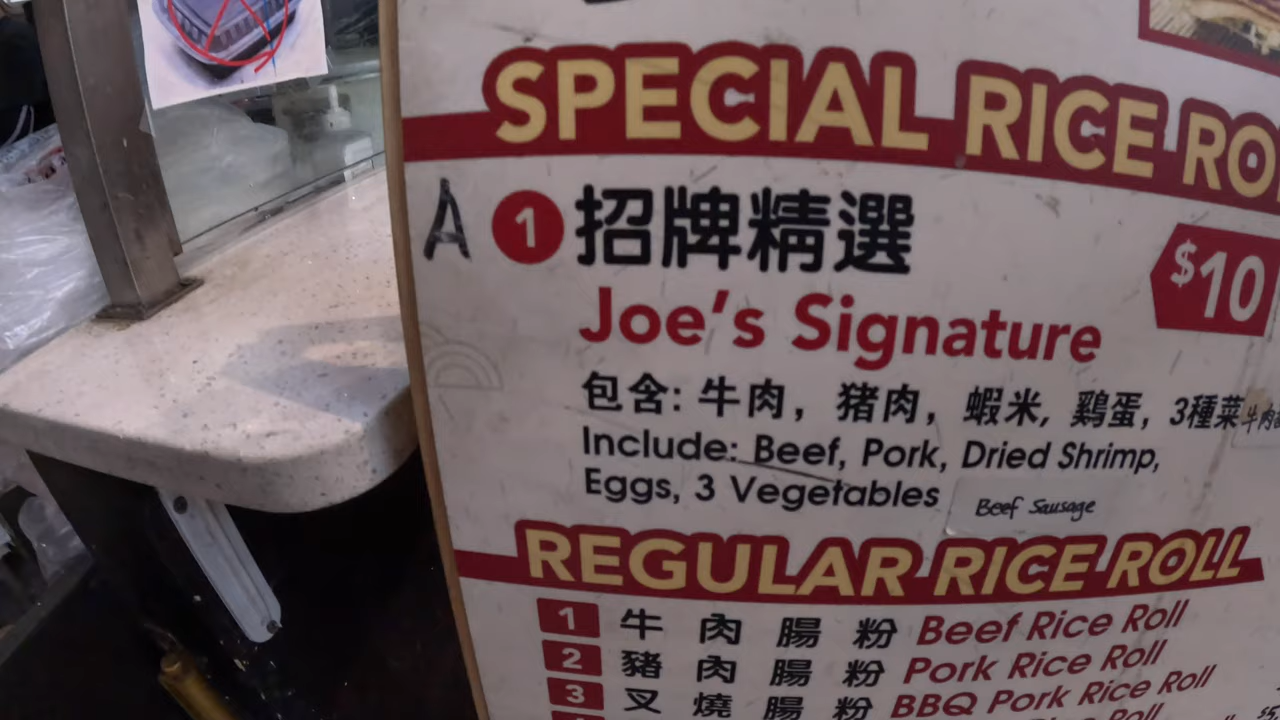 SPECIAL RICE RO
A 1 招牌精選
$10
Joe's Signature
包含: 牛肉, 猪肉, 蝦米, 鷄蛋, 3種菜 牛肉
Include: Beef, Pork, Dried Shrimp,
Eggs, 3 Vegetables Beef Sausage
REGULAR RICE ROLL
1 牛肉腸粉 Beef Rice Roll
2 豬肉腸粉 Pork Rice Roll
3 叉燒腸粉 BBQ Pork Rice Roll